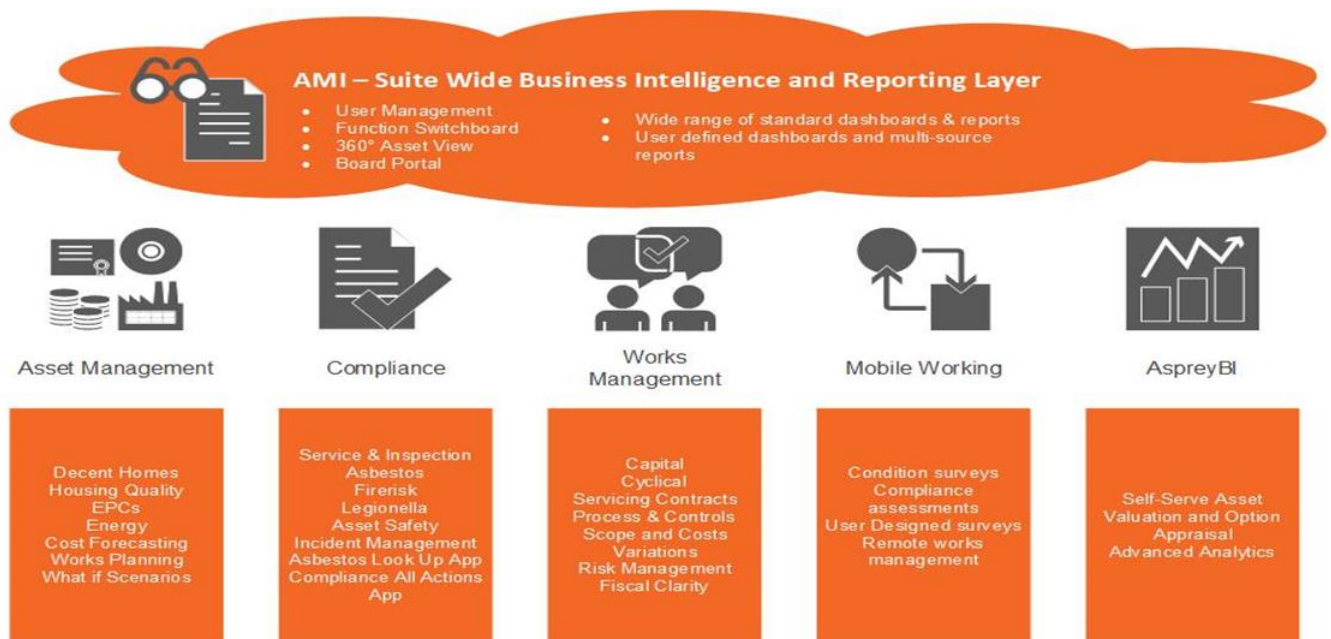 AMI – Suite Wide Business Intelligence and Reporting Layer
• User Management
• Function Switchboard
• 360° Asset View
• Board Portal
• Wide range of standard dashboards & reports
• User defined dashboards and multi-source
reports
Asset Management
Decent Homes
Housing Quality
EPCs
Energy
Cost Forecasting
Works Planning
What if Scenarios
Compliance
Service & Inspection
Asbestos
Firerisk
Legionella
Asset Safety
Incident Management
Asbestos Look Up App
Compliance All Actions
App
Works
Management
Capital
Cyclical
Servicing Contracts
Process & Controls
Scope and Costs
Variations
Risk Management
Fiscal Clarity
Mobile Working
Condition surveys
Compliance
assessments
User Designed surveys
Remote works
management
AspreyBI
Self-Serve Asset
Valuation and Option
Appraisal
Advanced Analytics